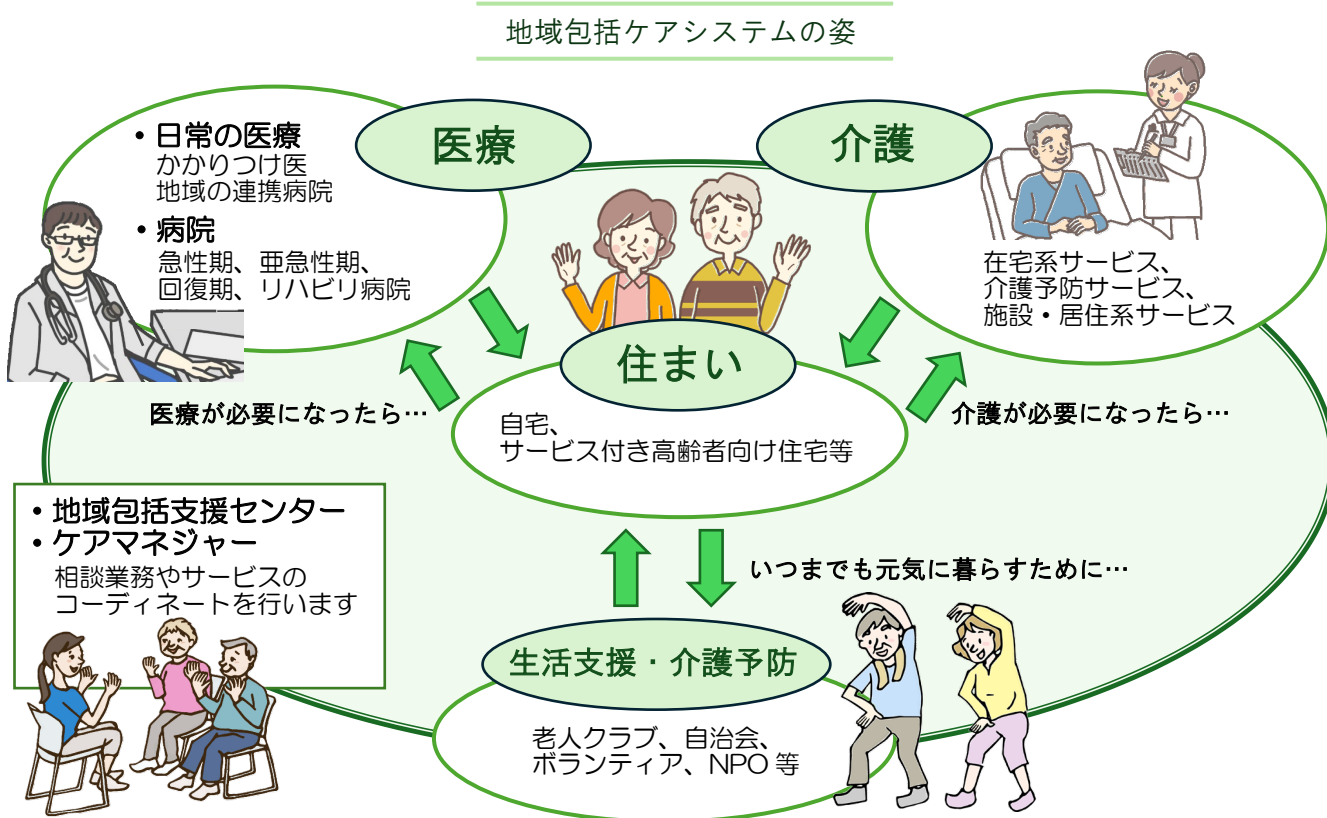 地域包括ケアシステムの姿
医療
・日常の医療
かかりつけ医
地域の連携病院
・病院
急性期、亜急性期、
回復期、リハビリ病院
介護
在宅系サービス、
介護予防サービス、
施設・居住系サービス
住まい
自宅、
サービス付き高齢者向け住宅等
医療が必要になったら…
介護が必要になったら…
・地域包括支援センター
・ケアマネジャー
相談業務やサービスの
コーディネートを行います
いつまでも元気に暮らすために…
生活支援・介護予防
老人クラブ、自治会、
ボランティア、NPO 等